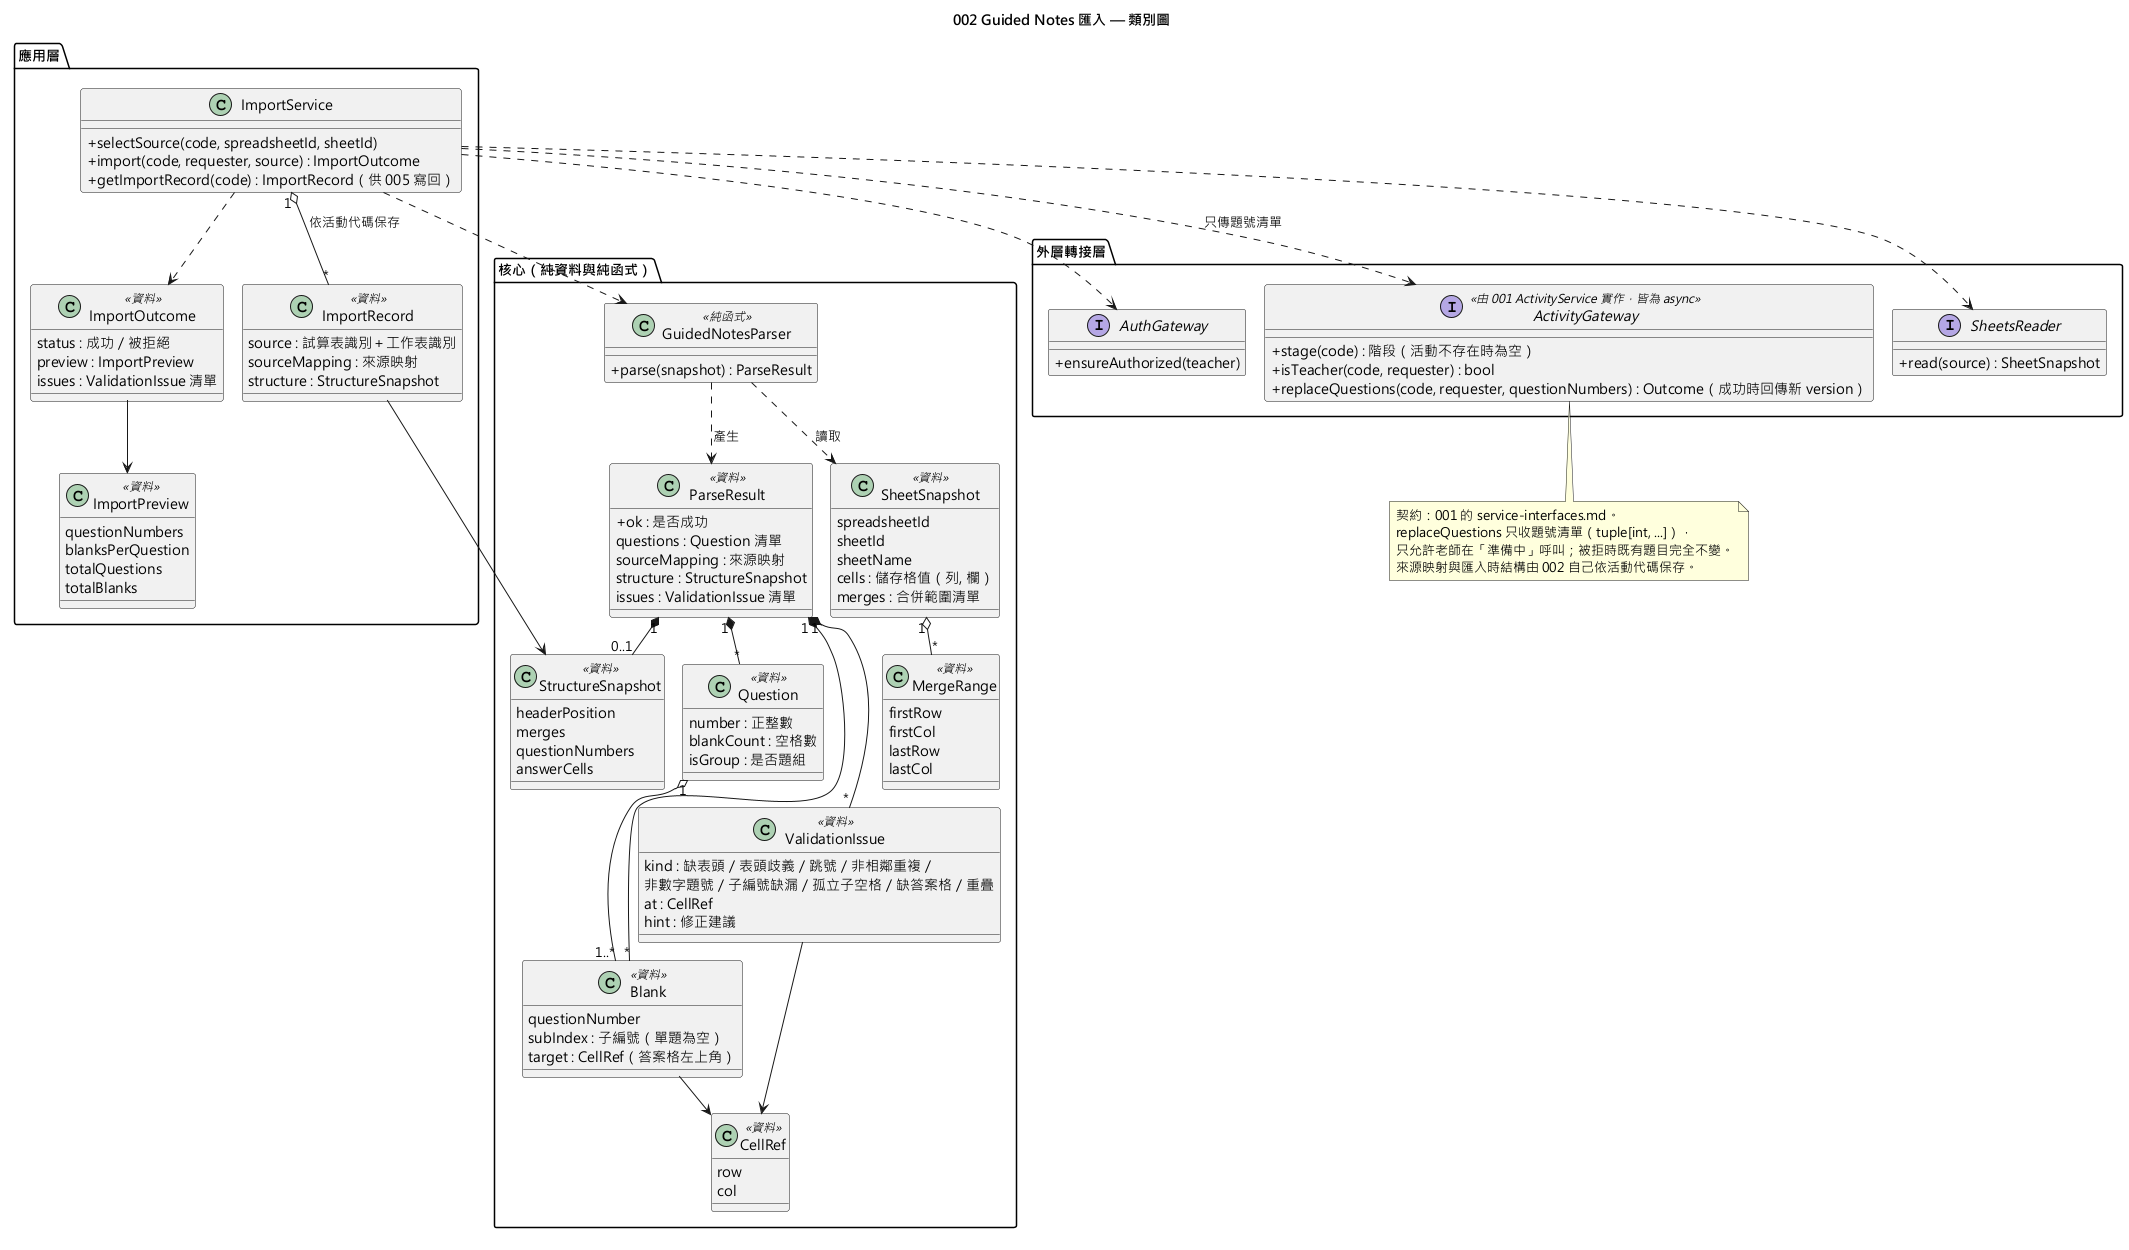 002 Guided Notes 匯入 — 類別圖
應用層
ImportService
+selectSource(code, spreadsheetId, sheetId)
+import(code, requester, source) : ImportOutcome
+getImportRecord(code) : ImportRecord（供 005 寫回）
1
依活動代碼保存
*
«資料»
ImportOutcome
status : 成功 / 被拒絕
preview : ImportPreview
issues : ValidationIssue 清單
«資料»
ImportRecord
source : 試算表識別 + 工作表識別
sourceMapping : 來源映射
structure : StructureSnapshot
«資料»
ImportPreview
questionNumbers
blanksPerQuestion
totalQuestions
totalBlanks
核心（純資料與純函式）
«純函式»
GuidedNotesParser
+parse(snapshot) : ParseResult
產生
讀取
«資料»
ParseResult
+ok : 是否成功
questions : Question 清單
sourceMapping : 來源映射
structure : StructureSnapshot
issues : ValidationIssue 清單
«資料»
SheetSnapshot
spreadsheetId
sheetId
sheetName
cells : 儲存格值（列, 欄）
merges : 合併範圍清單
1
1
1
1
1
0..1
*
*
«資料»
StructureSnapshot
headerPosition
merges
questionNumbers
answerCells
«資料»
Question
number : 正整數
blankCount : 空格數
isGroup : 是否題組
«資料»
MergeRange
firstRow
firstCol
lastRow
lastCol
1
*
«資料»
ValidationIssue
kind : 缺表頭 / 表頭歧義 / 跳號 / 非相鄰重複 /
非數字題號 / 子編號缺漏 / 孤立子空格 / 缺答案格 / 重疊
at : CellRef
hint : 修正建議
1..*
*
«資料»
Blank
questionNumber
subIndex : 子編號（單題為空）
target : CellRef（答案格左上角）
«資料»
CellRef
row
col
只傳題號清單
外層轉接層
AuthGateway
+ensureAuthorized(teacher)
«由 001 ActivityService 實作，皆為 async»
ActivityGateway
+stage(code) : 階段（活動不存在時為空）
+isTeacher(code, requester) : bool
+replaceQuestions(code, requester, questionNumbers) : Outcome（成功時回傳新 version）
SheetsReader
+read(source) : SheetSnapshot
契約：001 的 service-interfaces.md。
replaceQuestions 只收題號清單（tuple[int, ...]），
只允許老師在「準備中」呼叫；被拒時既有題目完全不變。
來源映射與匯入時結構由 002 自己依活動代碼保存。